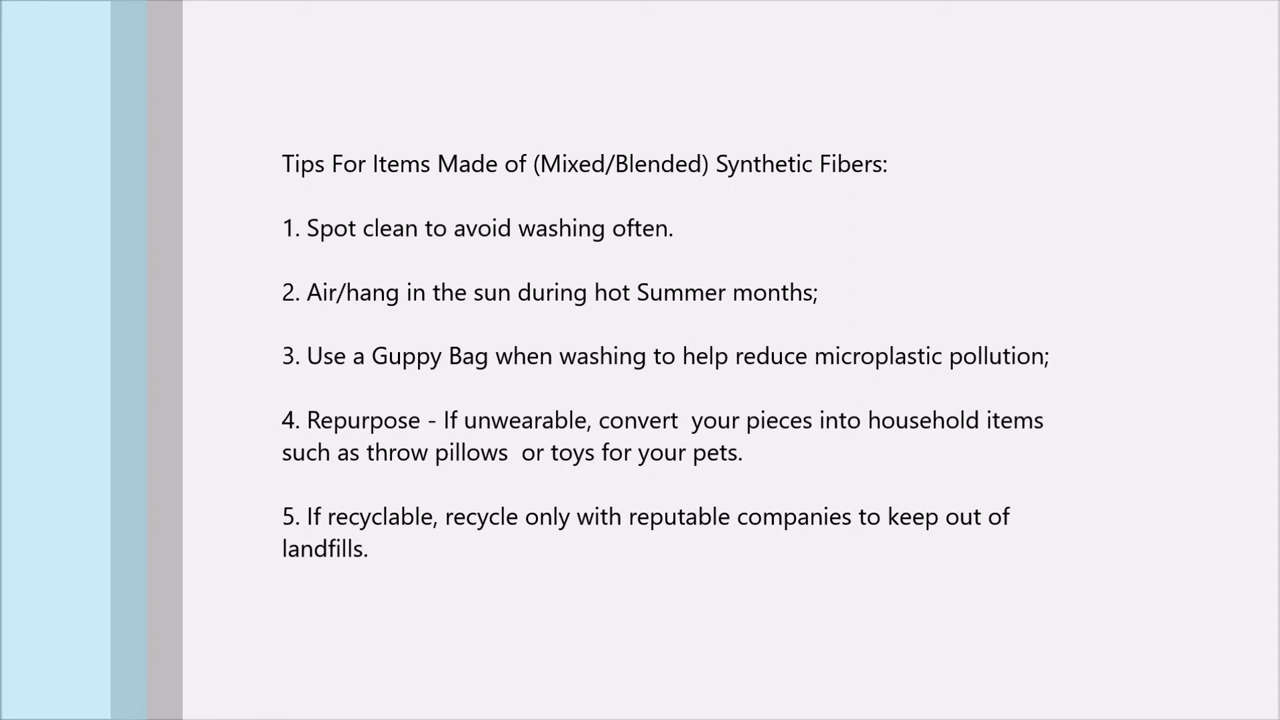 Tips For Items Made of (Mixed/Blended) Synthetic Fibers:
1. Spot clean to avoid washing often.
2. Air/hang in the sun during hot Summer months;
3. Use a Guppy Bag when washing to help reduce microplastic pollution;
4. Repurpose - If unwearable, convert  your pieces into household items
such as throw pillows  or toys for your pets.
5. If recyclable, recycle only with reputable companies to keep out of
landfills.